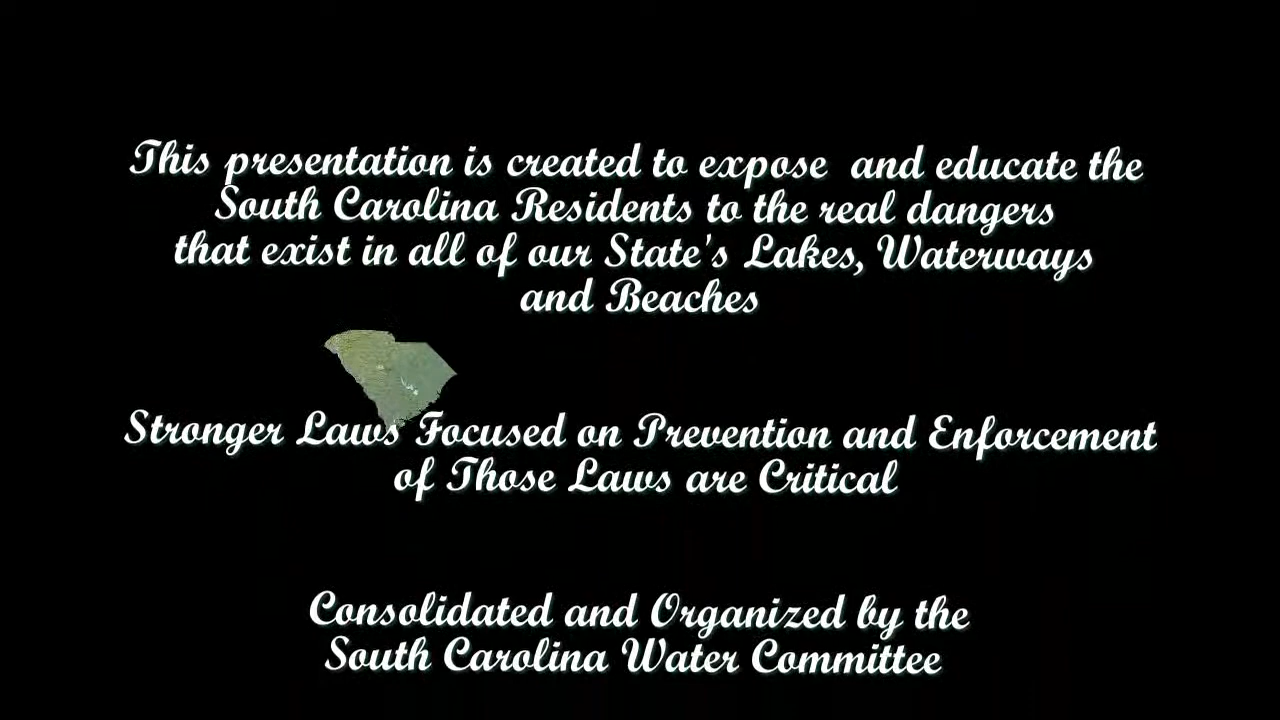 This presentation is created to expose and educate the
South Carolina Residents to the real dangers
that exist in all of our State's Lakes, Waterways
and Beaches
Stronger Laws Focused on Prevention and Enforcement
of Those Laws are Critical
Consolidated and Organized by the
South Carolina Water Committee